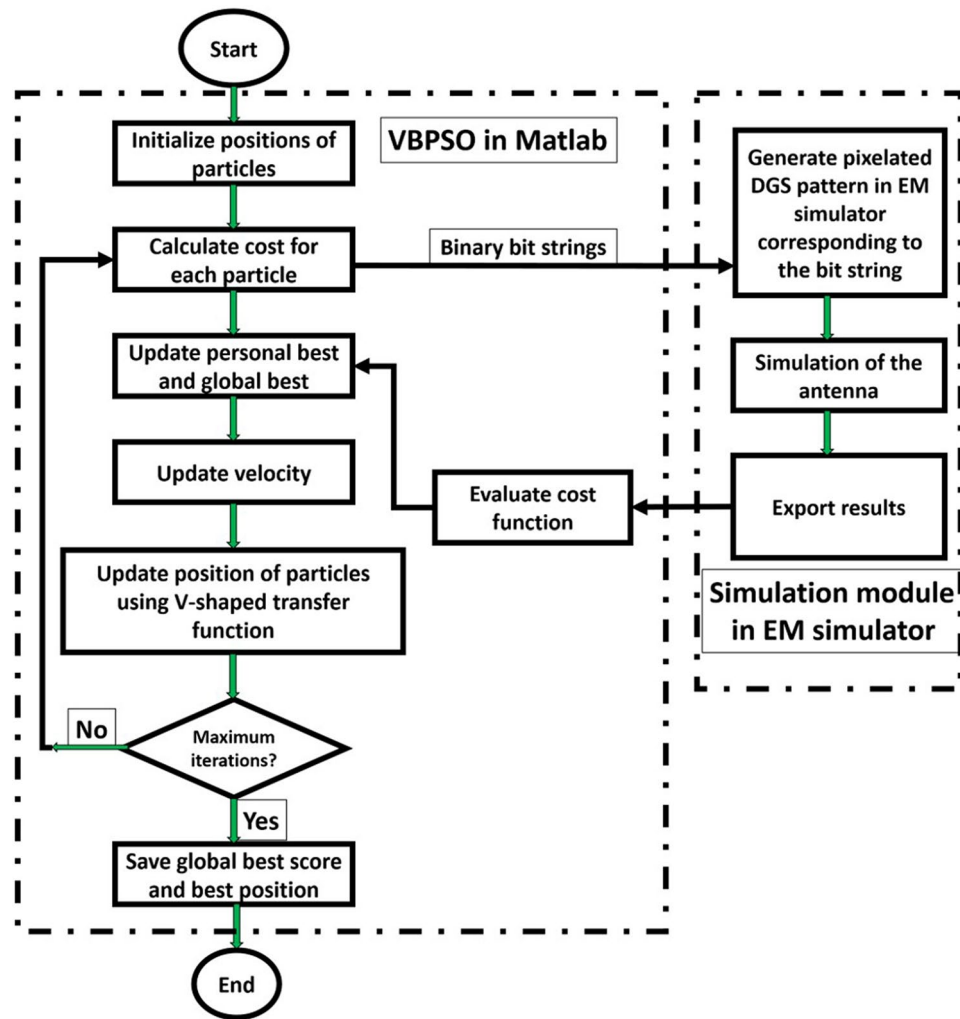 Start
Initialize positions of
particles
VBPSO in Matlab
Calculate cost for
each particle
Binary bit strings
Generate pixelated
DGS pattern in EM
simulator
corresponding to
the bit string
Update personal best
and global best
Simulation of the
antenna
Update velocity
Evaluate cost
function
Export results
Update position of particles
using V-shaped transfer
function
Simulation module
in EM simulator
No
Maximum
iterations?
Yes
Save global best score
and best position
End